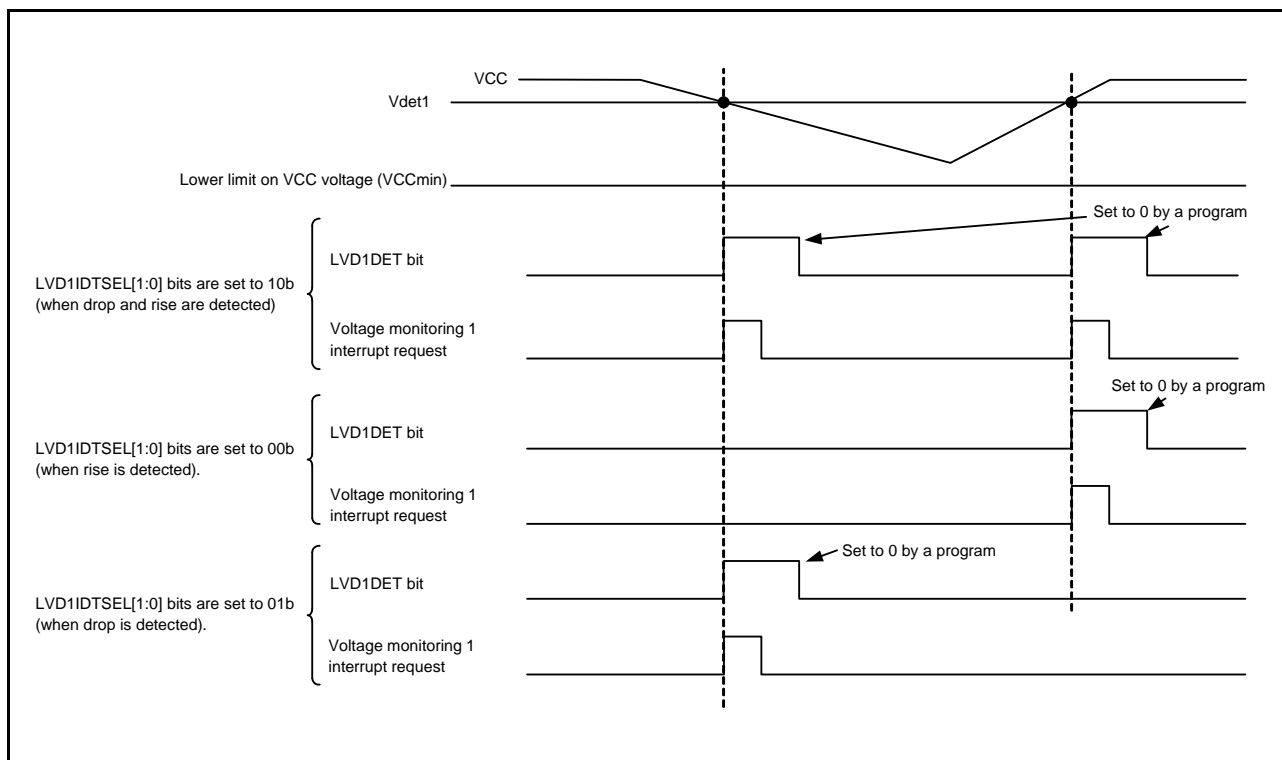 VCC
Vdet1
Lower limit on VCC voltage (VCCmin)
Set to 0 by a program
LVD1DET bit
LVD1IDTSEL[1:0] bits are set to 10b
(when drop and rise are detected)
Voltage monitoring 1
interrupt request
Set to 0 by a program
LVD1DET bit
LVD1IDTSEL[1:0] bits are set to 00b
(when rise is detected).
Voltage monitoring 1
interrupt request
Set to 0 by a program
LVD1DET bit
LVD1IDTSEL[1:0] bits are set to 01b
(when drop is detected).
Voltage monitoring 1
interrupt request